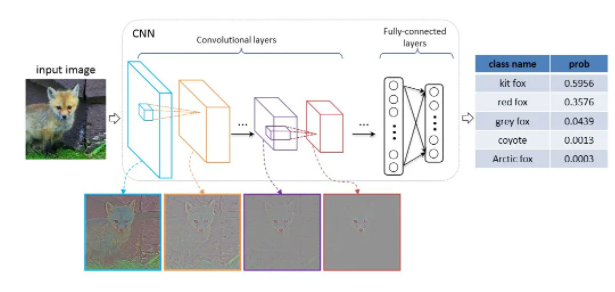 CNN
Convolutional layers
Fully-connected
layers
input image
...
...
...
class name prob
kit fox 0.5956
red fox 0.3576
grey fox 0.0439
coyote 0.0013
Arctic fox 0.0003